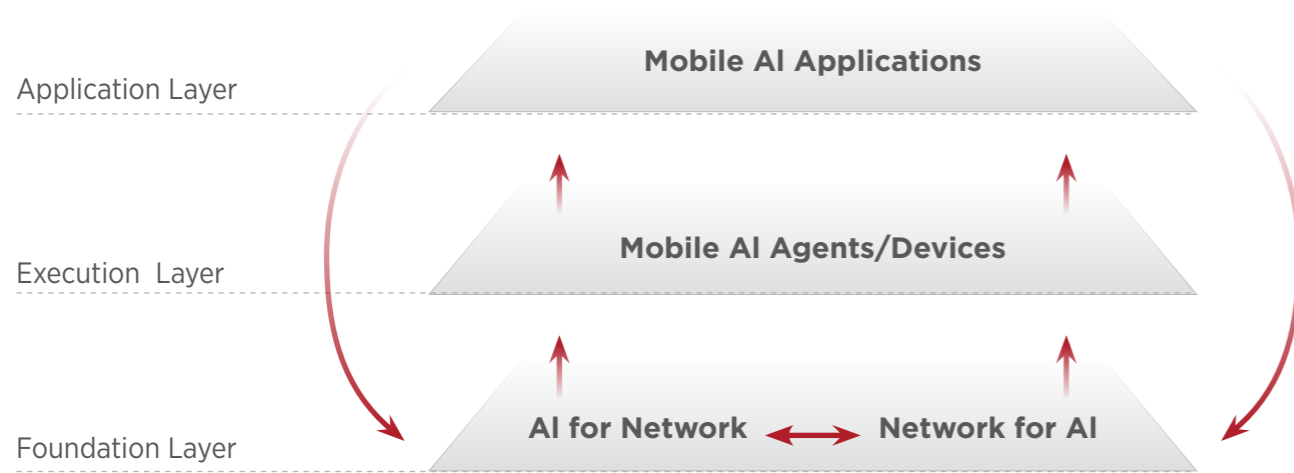 Mobile AI Applications
Application Layer
Mobile AI Agents/Devices
Execution Layer
AI for Network
Network for AI
Foundation Layer